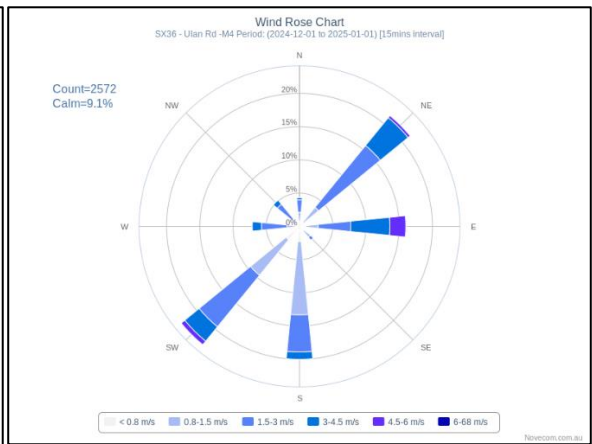 Wind Rose Chart
SX36 - Ulan Rd -M4 Period: (2024-12-01 to 2025-01-01) [15mins interval]
Count=2572
Calm=9.1%
N
NE
E
SE
S
SW
W
NW
20%
15%
10%
5%
0%
< 0.8 m/s 0.8-1.5 m/s 1.5-3 m/s 3-4.5 m/s 4.5-6 m/s 6-68 m/s
Novecom.com.au